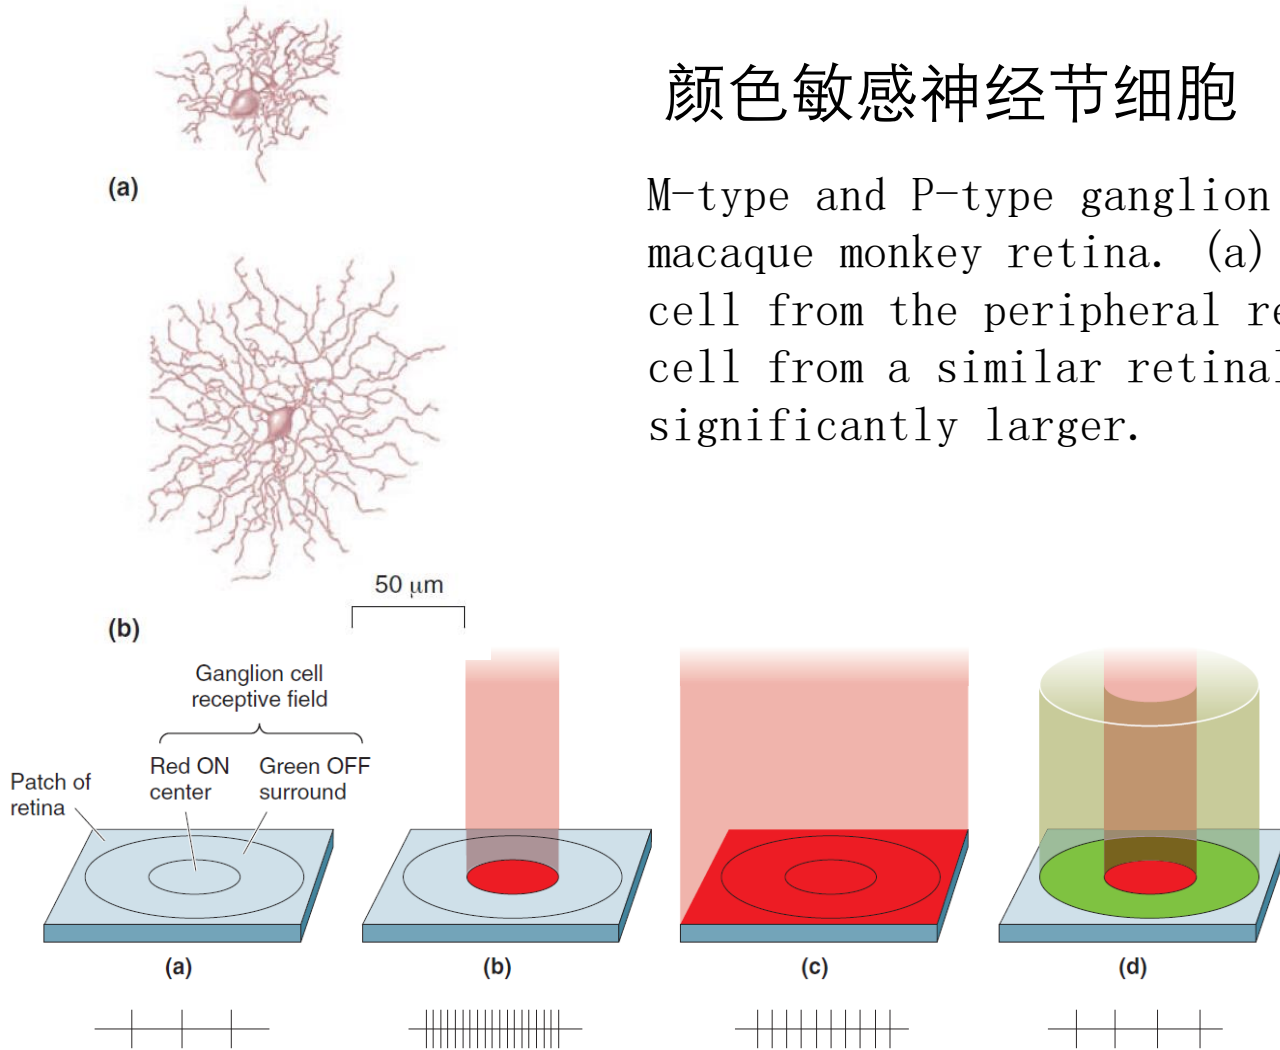 颜色敏感神经节细胞
M-type and P-type ganglion
macaque monkey retina. (a)
cell from the peripheral
cell from a similar retinal
significantly larger.
(a)
50 μm
(b)
Ganglion cell
receptive field
Red ON
center
Green OFF
surround
Patch of
retina
(a)
(b)
(c)
(d)